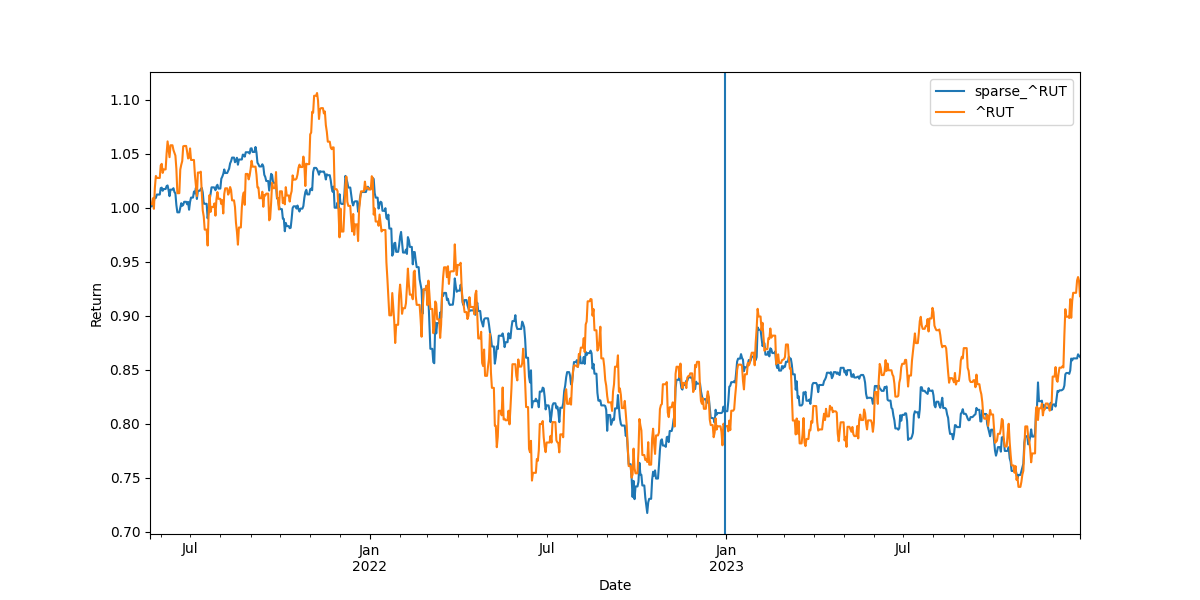 sparse_^RUT
^RUT
1.10
1.05
1.00
0.95
0.90
0.85
0.80
0.75
0.70
Return
Jul
Jan
2022
Jul
Jan
2023
Jul
Date